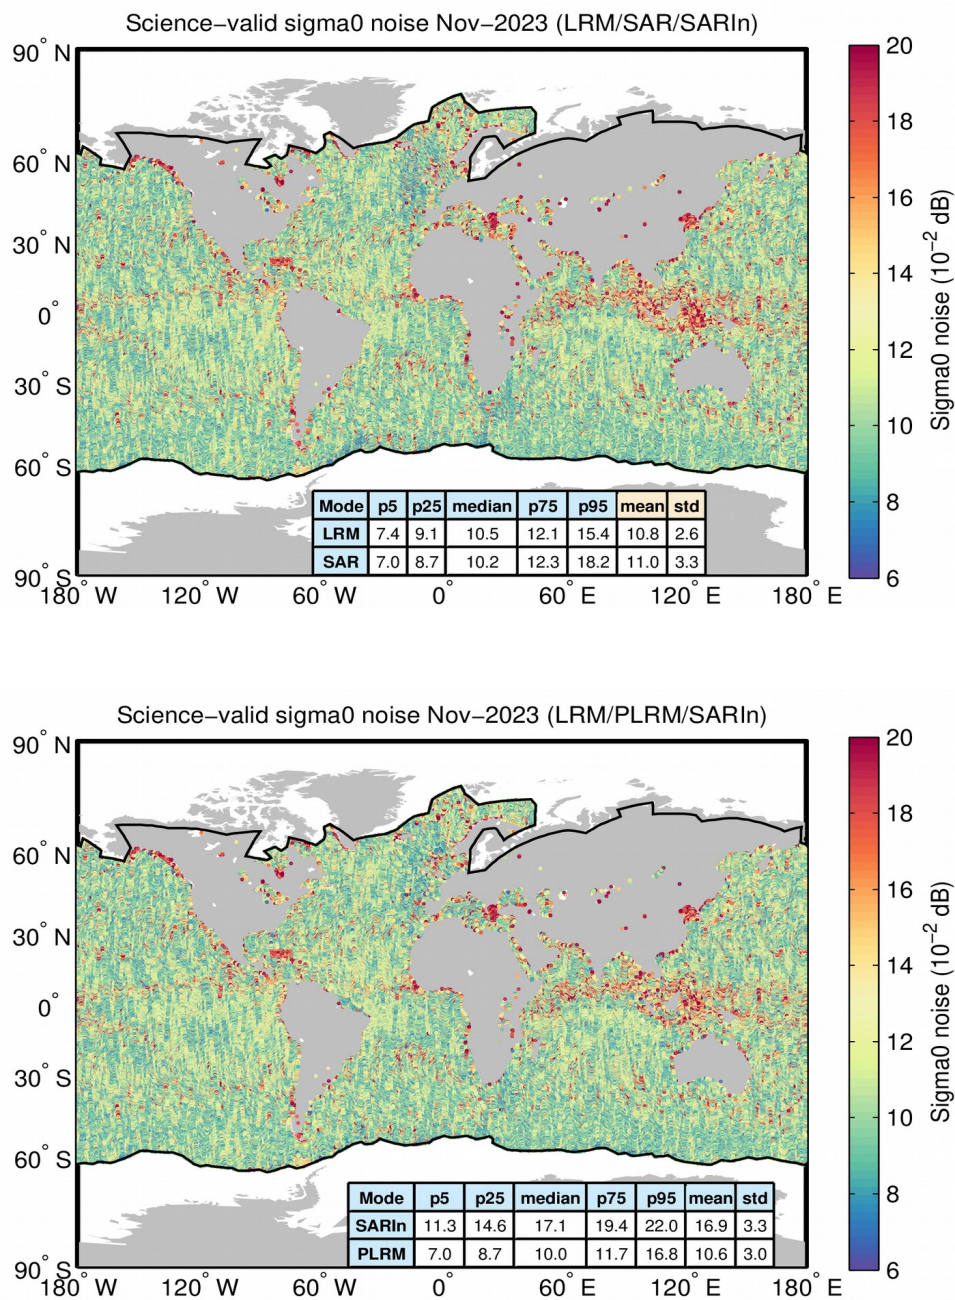 Science−valid sigma0 noise Nov−2023 (LRM/SAR/SARIn)
90° N
60° N
30° N
0°
30° S
60° S
90° S
180° W 120° W 60° W 0° 60° E 120° E 180° E
20
18
16
14
12
10
8
6
Sigma0 noise (10−2 dB)
Mode p5 p25 median p75 p95 mean std
LRM 7.4 9.1 10.5 12.1 15.4 10.8 2.6
SAR 7.0 8.7 10.2 12.3 18.2 11.0 3.3
Science−valid sigma0 noise Nov−2023 (LRM/PLRM/SARIn)
90° N
60° N
30° N
0°
30° S
60° S
90° S
180° W 120° W 60° W 0° 60° E 120° E 180° E
20
18
16
14
12
10
8
6
Sigma0 noise (10−2 dB)
Mode p5 p25 median p75 p95 mean std
SARIn 11.3 14.6 17.1 19.4 22.0 16.9 3.3
PLRM 7.0 8.7 10.0 11.7 16.8 10.6 3.0